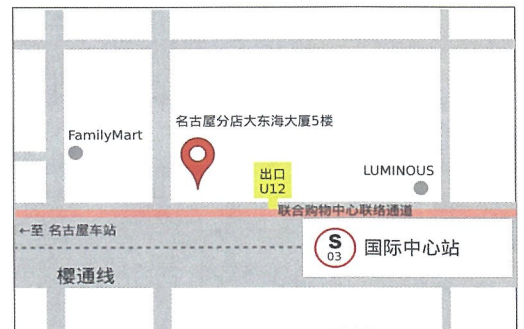 名古屋分店大东海大厦5楼
FamilyMart
出口
U12
LUMINOUS
联合购物中心联络通道
←至 名古屋车站
S
03
国际中心站
樱通线